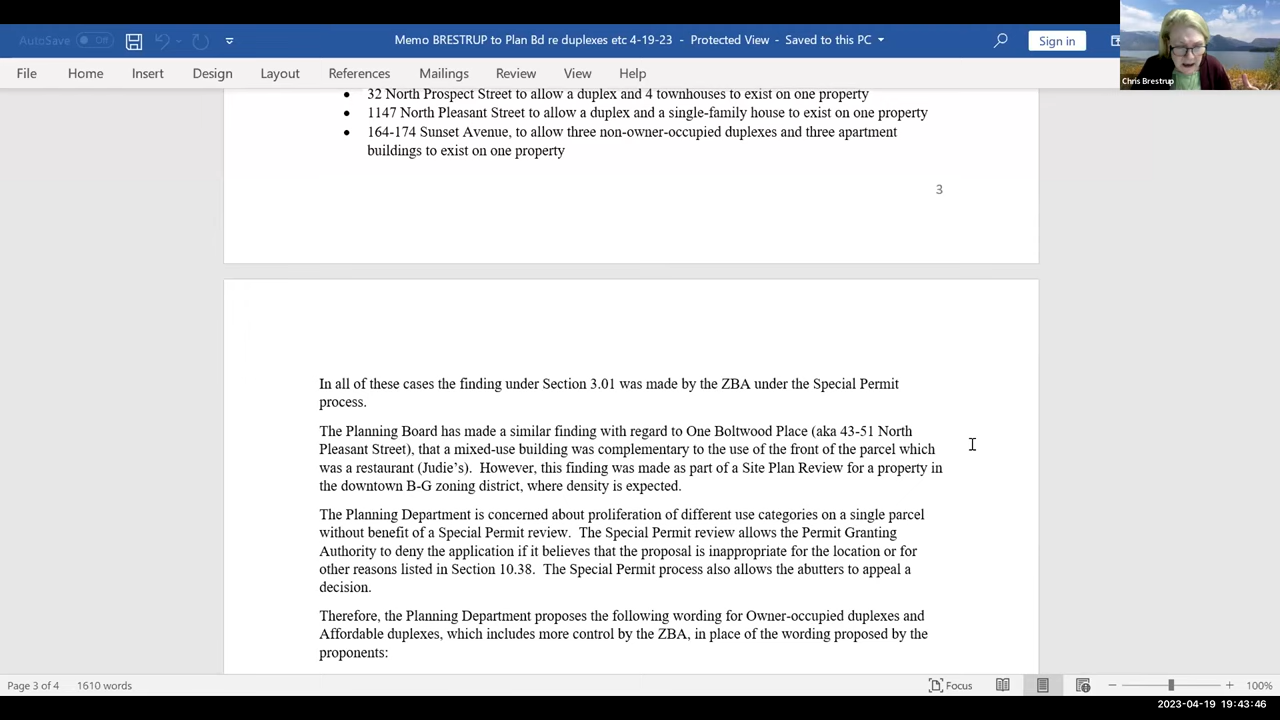 AutoSave Off Memo BRESTRUP to Plan Bd re duplexes etc 4-19-23 - Protected View - Saved to this PC Sign in
Chris Brestrup
File Home Insert Design Layout References Mailings Review View Help
• 32 North Prospect Street to allow a duplex and 4 townhouses to exist on one property
• 1147 North Pleasant Street to allow a duplex and a single-family house to exist on one property
• 164-174 Sunset Avenue, to allow three non-owner-occupied duplexes and three apartment
buildings to exist on one property
3
In all of these cases the finding under Section 3.01 was made by the ZBA under the Special Permit
process.
The Planning Board has made a similar finding with regard to One Boltwood Place (aka 43-51 North
Pleasant Street), that a mixed-use building was complementary to the use of the front of the parcel which
was a restaurant (Judie's). However, this finding was made as part of a Site Plan Review for a property in
the downtown B-G zoning district, where density is expected.
The Planning Department is concerned about proliferation of different use categories on a single parcel
without benefit of a Special Permit review. The Special Permit review allows the Permit Granting
Authority to deny the application if it believes that the proposal is inappropriate for the location or for
other reasons listed in Section 10.38. The Special Permit process also allows the abutters to appeal a
decision.
Therefore, the Planning Department proposes the following wording for Owner-occupied duplexes and
Affordable duplexes, which includes more control by the ZBA, in place of the wording proposed by the
proponents:
Page 3 of 4 1610 words Focus 100%
2023-04-19 19:43:46